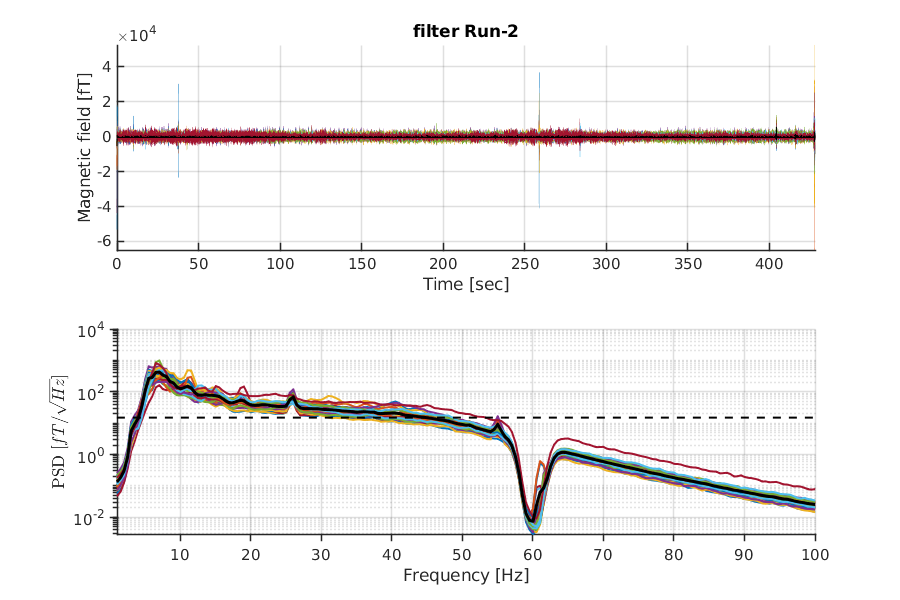 filter Run-2
×10^4
Magnetic field [fT]
4
2
0
-2
-4
-6
0 50 100 150 200 250 300 350 400
Time [sec]
PSD [fT/√Hz]
10^4
10^2
10^0
10^-2
10 20 30 40 50 60 70 80 90 100
Frequency [Hz]